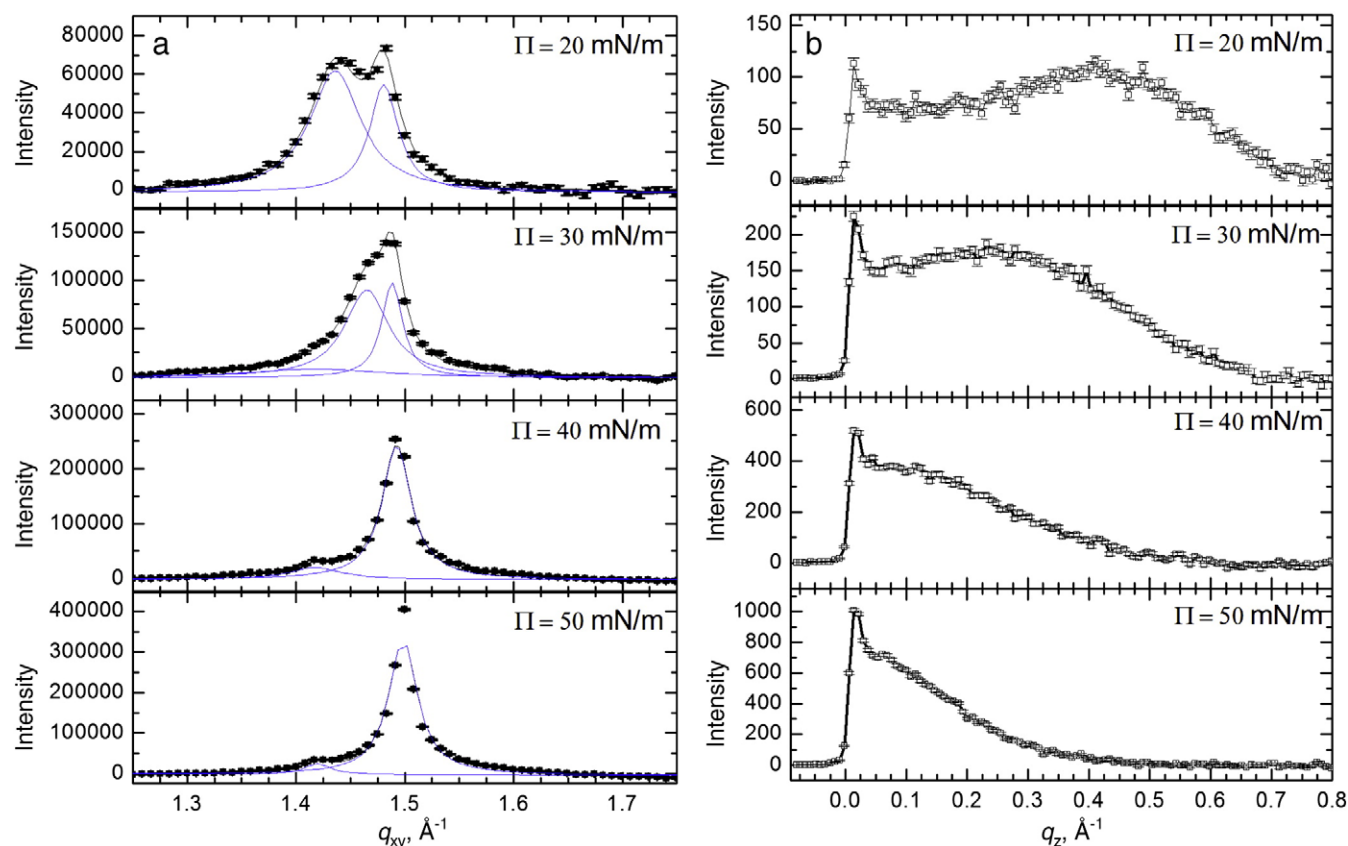 a
Π = 20 mN/m
80000
60000
40000
20000
0
Intensity
Π = 30 mN/m
150000
100000
50000
0
Intensity
Π = 40 mN/m
300000
200000
100000
0
Intensity
Π = 50 mN/m
400000
300000
200000
100000
0
Intensity
1.3 1.4 1.5 1.6 1.7
qxy, Å-1
b
Π = 20 mN/m
150
100
50
0
Intensity
Π = 30 mN/m
200
150
100
50
0
Intensity
Π = 40 mN/m
600
400
200
0
Intensity
Π = 50 mN/m
1000
800
600
400
200
0
Intensity
0.0 0.1 0.2 0.3 0.4 0.5 0.6 0.7 0.8
qz, Å-1